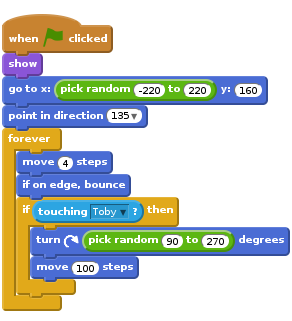 when clicked
show
go to x: pick random -220 to 220 y: 160
point in direction 135▼
forever
move 4 steps
if on edge, bounce
if touching Toby ▼ ? then
turn pick random 90 to 270 degrees
move 100 steps